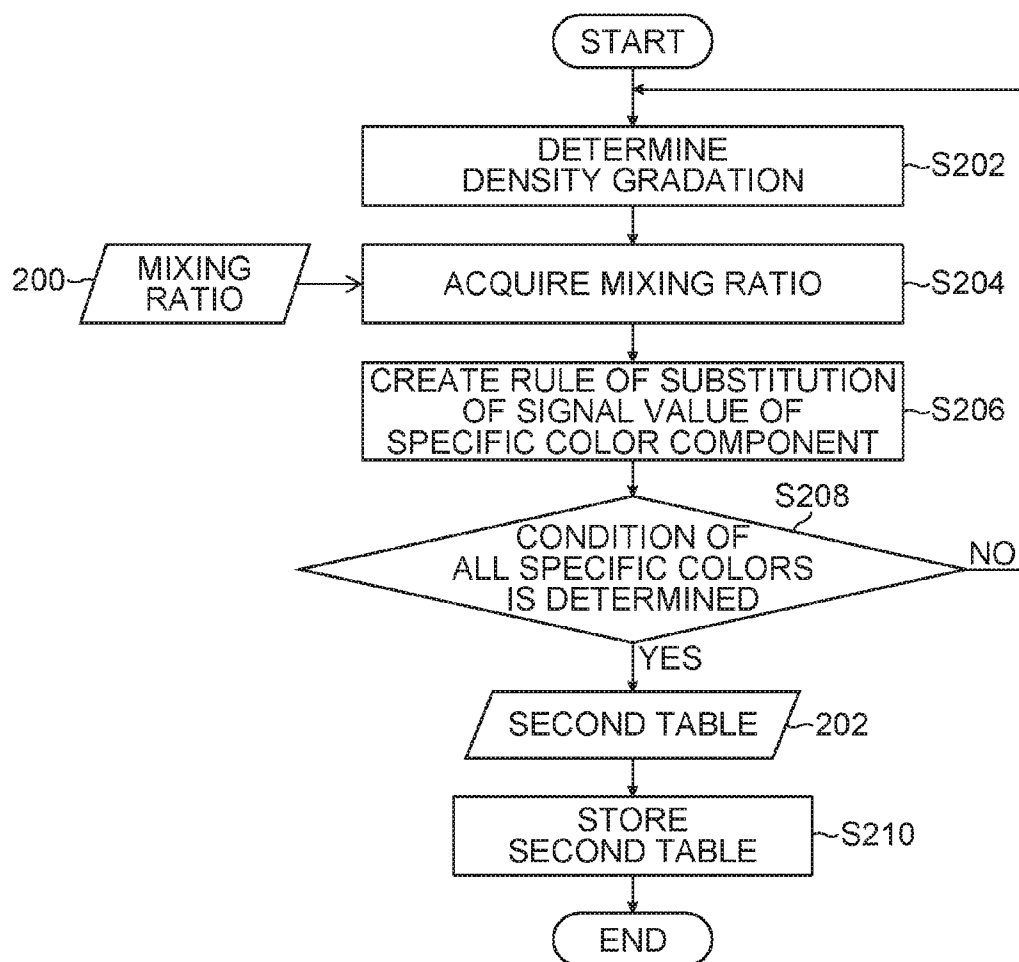 START
DETERMINE
DENSITY GRADATION
S202
200
MIXING
RATIO
ACQUIRE MIXING RATIO
S204
CREATE RULE OF SUBSTITUTION
OF SIGNAL VALUE OF
SPECIFIC COLOR COMPONENT
S206
S208
CONDITION OF
ALL SPECIFIC COLORS
IS DETERMINED
NO
YES
SECOND TABLE
202
STORE
SECOND TABLE
S210
END